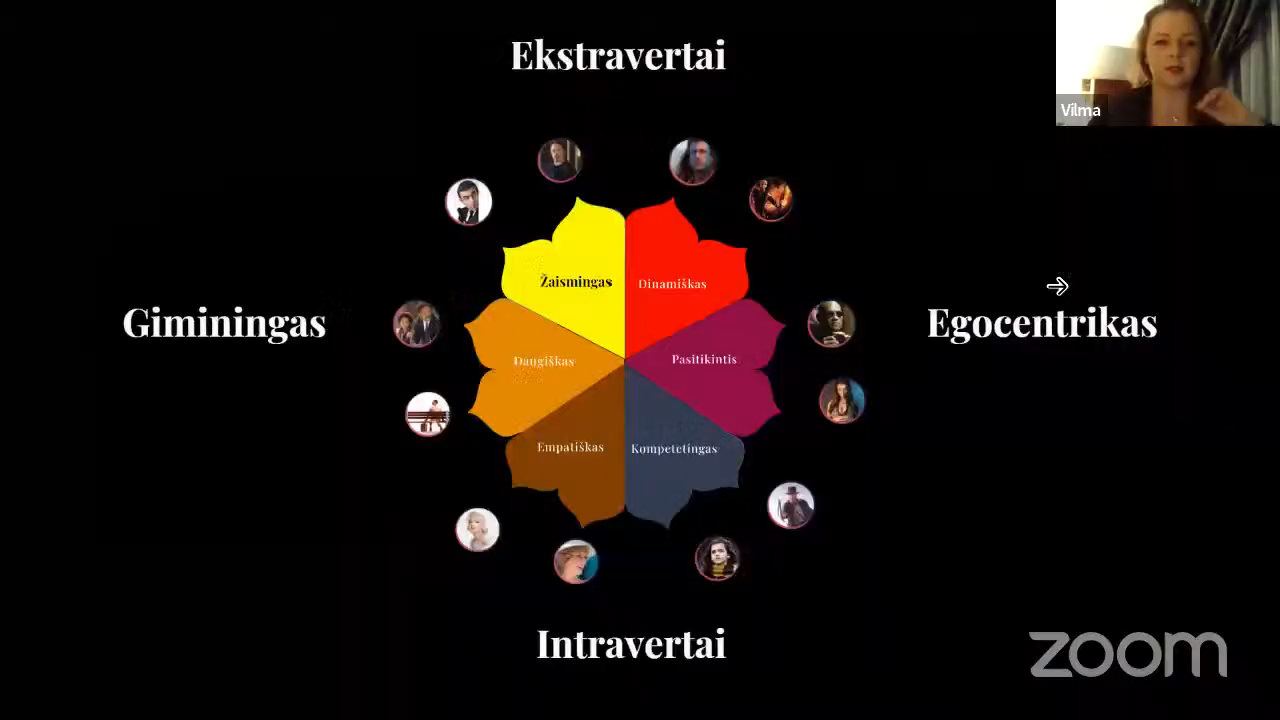 Ekstravertai
Vilma
Žaismingas
Dinamiškas
Giminingas
Egocentrikas
Daugiškas
Pasitikintis
Empatiškas
Kompetetingas
Intravertai
zoom